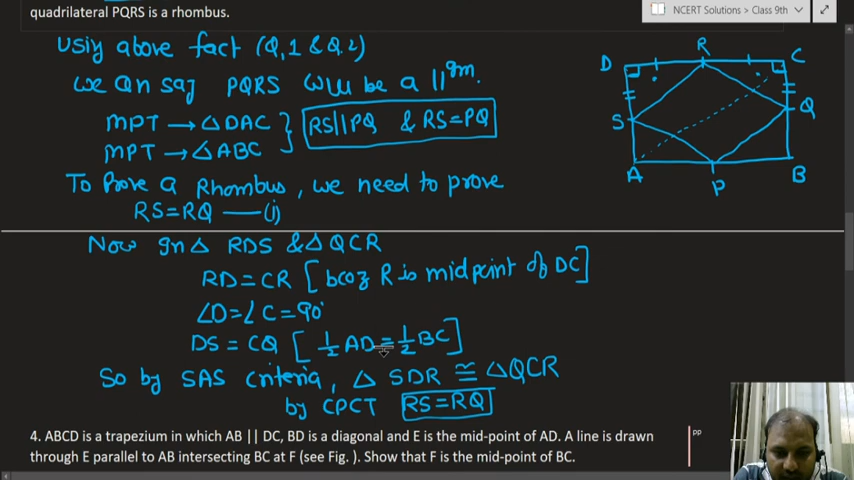 quadrilateral PQRS is a rhombus.
NCERT Solutions > Class 9th
Using above fact (Q,1 & Q.2)
we can say PQRS will be a ||gm.
MPT → △DAC
MPT → △ABC
RS||PQ & RS=PQ
To Prove a Rhombus, we need to prove
RS=RQ —(i)
D R C
S Q
A P B
Now In △ RDS & △ QCR
RD = CR [bcoz R is midpoint of DC]
∠D = ∠C = 90°
DS = CQ [½ AD = ½ BC]
So by SAS criteria, △ SDR ≅ △QCR
by CPCT RS=RQ
4. ABCD is a trapezium in which AB || DC, BD is a diagonal and E is the mid-point of AD. A line is drawn
through E parallel to AB intersecting BC at F (see Fig. ). Show that F is the mid-point of BC.
pp